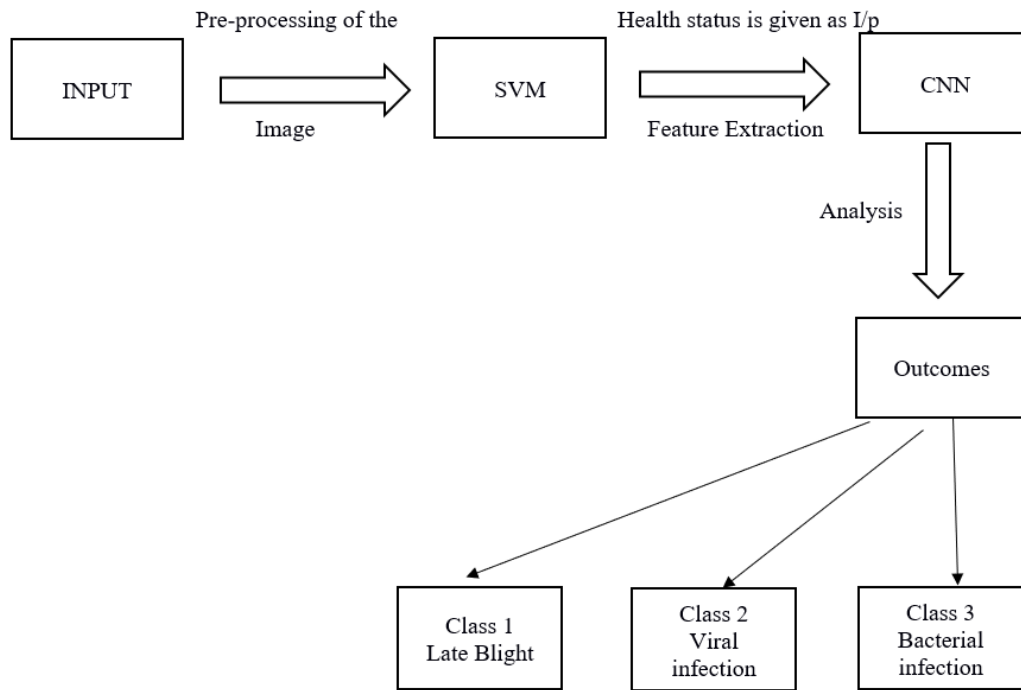 Pre-processing of the
Health status is given as I/p
INPUT
SVM
CNN
Image
Feature Extraction
Analysis
Outcomes
Class 1
Late Blight
Class 2
Viral
infection
Class 3
Bacterial
infection